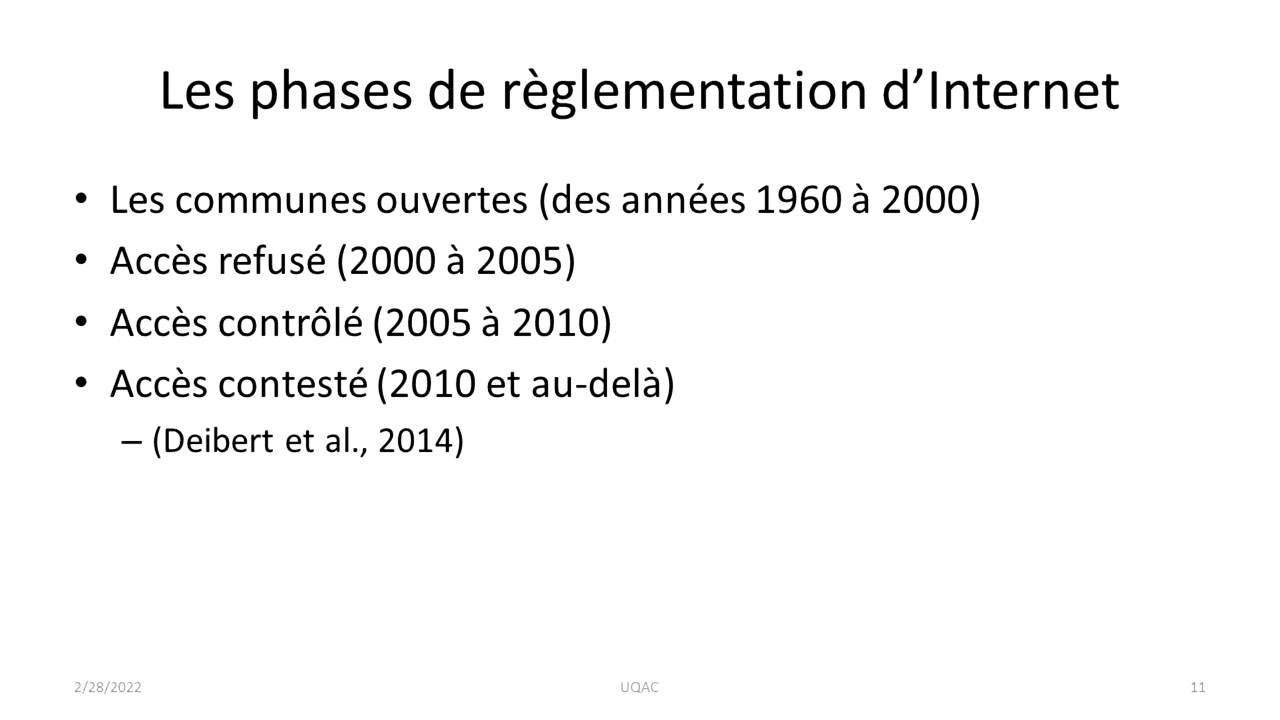 Les phases de règlementation d’Internet
• Les communes ouvertes (des années 1960 à 2000)
• Accès refusé (2000 à 2005)
• Accès contrôlé (2005 à 2010)
• Accès contesté (2010 et au-delà)
– (Deibert et al., 2014)
2/28/2022
UQAC
11